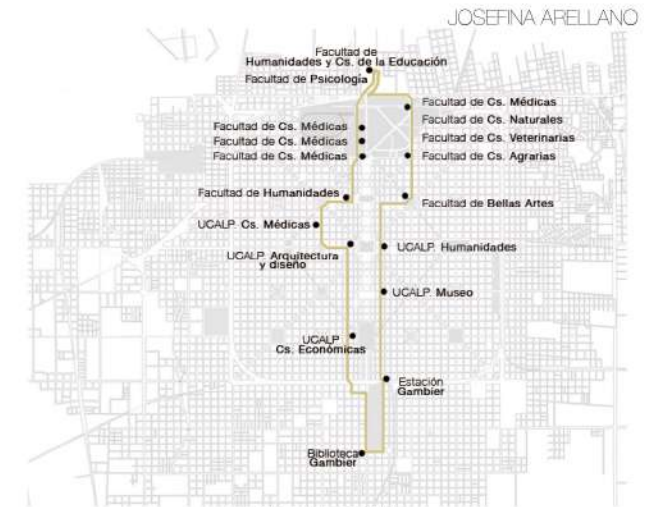 JOSEFINA ARELLANO
Facultad de
Humanidades y Cs. de la Educación
Facultad de Psicología
Facultad de Cs. Médicas
Facultad de Cs. Naturales
Facultad de Cs. Veterinarias
Facultad de Cs. Agrarias
Facultad de Cs. Médicas
Facultad de Cs. Médicas
Facultad de Cs. Médicas
Facultad de Humanidades
Facultad de Bellas Artes
UCALP. Cs. Médicas
UCALP. Arquitectura
y diseño
UCALP. Humanidades
UCALP. Museo
UCALP
Cs. Económicas
Estación
Gambier
Biblioteca
Gambier